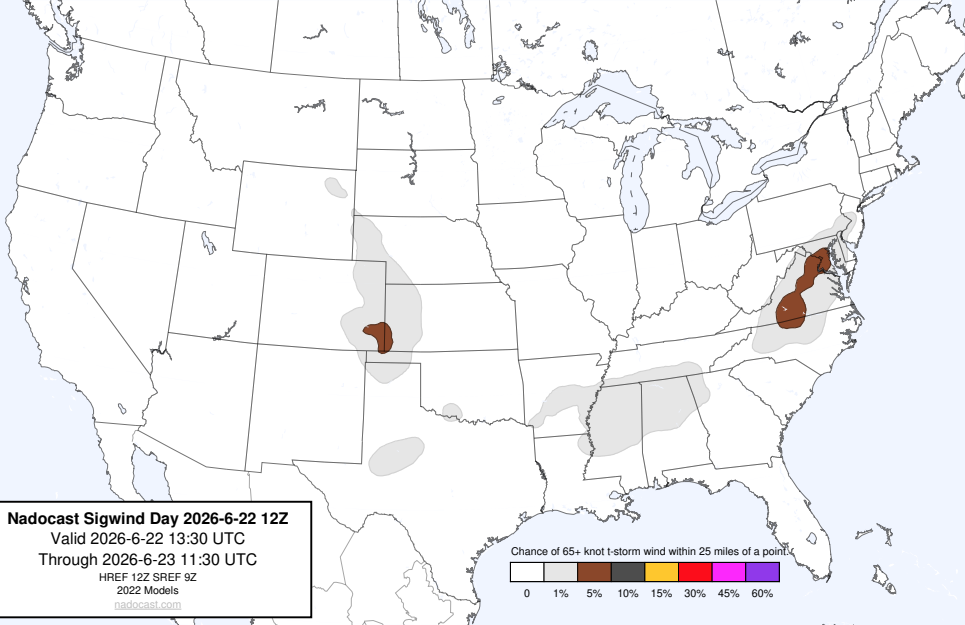 Nadocast Sigwind Day 2026-6-22 12Z
Valid 2026-6-22 13:30 UTC
Through 2026-6-23 11:30 UTC
HREF 12Z SREF 9Z
2022 Models
nadocast.com
Chance of 65+ knot t-storm wind within 25 miles of a point.
0 1% 5% 10% 15% 30% 45% 60%